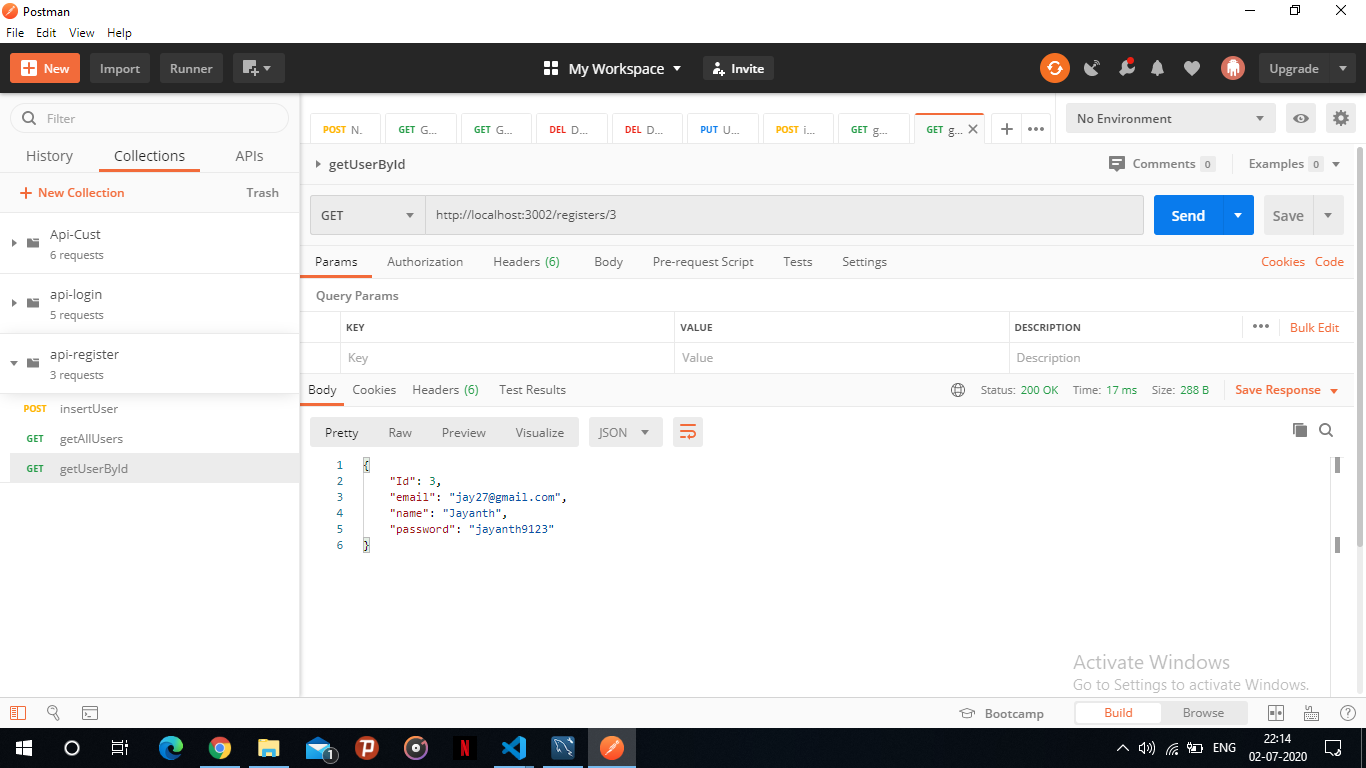 Postman
File Edit View Help
New Import Runner My Workspace Invite Upgrade
Filter
History Collections APIs
New Collection Trash
Api-Cust
6 requests
api-login
5 requests
api-register
3 requests
POST insertUser
GET getAllUsers
GET getUserById
POST N. GET G... GET G... DEL D... DEL D... PUT U... POST i... GET g... GET g...
No Environment
getUserById Comments 0 Examples 0
GET http://localhost:3002/registers/3 Send Save
Params Authorization Headers (6) Body Pre-request Script Tests Settings Cookies Code
Query Params
KEY VALUE DESCRIPTION ••• Bulk Edit
Key Value Description
Body Cookies Headers (6) Test Results Status: 200 OK Time: 17 ms Size: 288 B Save Response
Pretty Raw Preview Visualize JSON
1 {
2 "Id": 3,
3 "email": "jay27@gmail.com",
4 "name": "Jayanth",
5 "password": "jayanth9123"
6 }
Activate Windows
Go to Settings to activate Windows.
Bootcamp Build Browse
1 ENG 22:14
02-07-2020